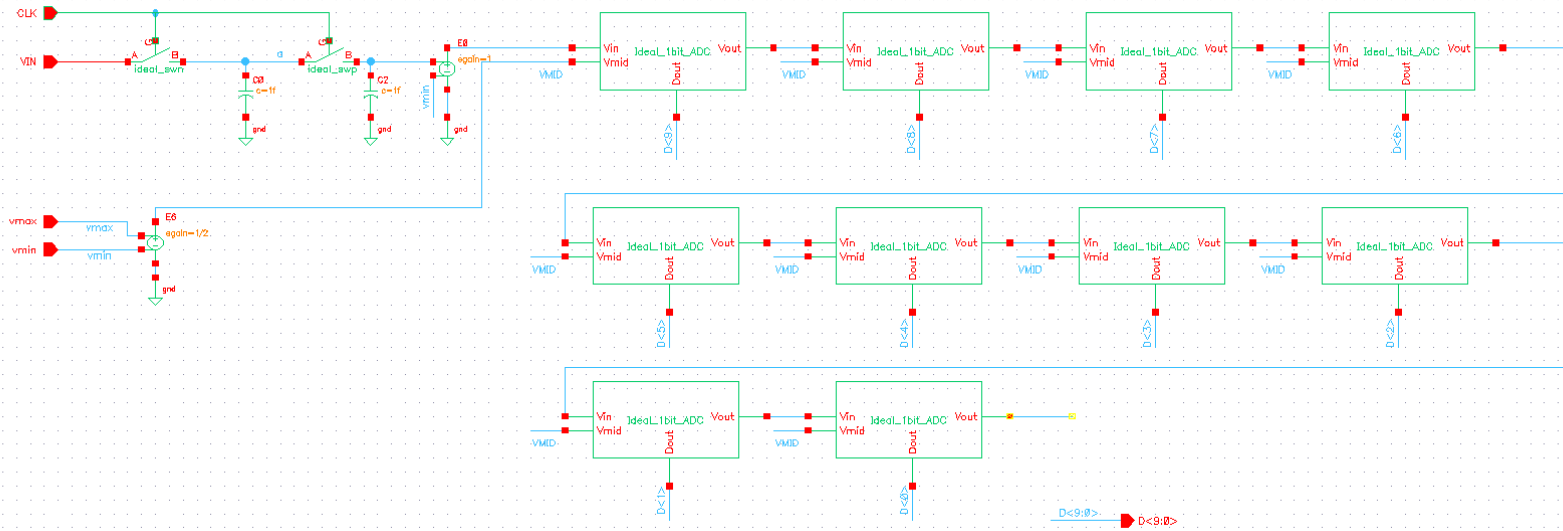 CLK
VIN
A
G
B
ideal_swn
a
A
G
B
ideal_swp
C0
c=1f
gnd
C2
c=1f
gnd
E0
egain=1
vmin
gnd
Vin
Vmid
Ideal_1bit_ADC
Vout
Dout
VMID
D<9>
Vin
Vmid
Ideal_1bit_ADC
Vout
Dout
VMID
D<8>
Vin
Vmid
Ideal_1bit_ADC
Vout
Dout
VMID
D<7>
Vin
Vmid
Ideal_1bit_ADC
Vout
Dout
VMID
D<6>
vmax
vmax
vmin
vmin
E6
egain=1/2
gnd
Vin
Vmid
Ideal_1bit_ADC
Vout
Dout
VMID
D<5>
Vin
Vmid
Ideal_1bit_ADC
Vout
Dout
VMID
D<4>
Vin
Vmid
Ideal_1bit_ADC
Vout
Dout
VMID
D<3>
Vin
Vmid
Ideal_1bit_ADC
Vout
Dout
VMID
D<2>
Vin
Vmid
Ideal_1bit_ADC
Vout
Dout
VMID
D<1>
Vin
Vmid
Ideal_1bit_ADC
Vout
Dout
VMID
D<0>
D<9:0>
D<9:0>